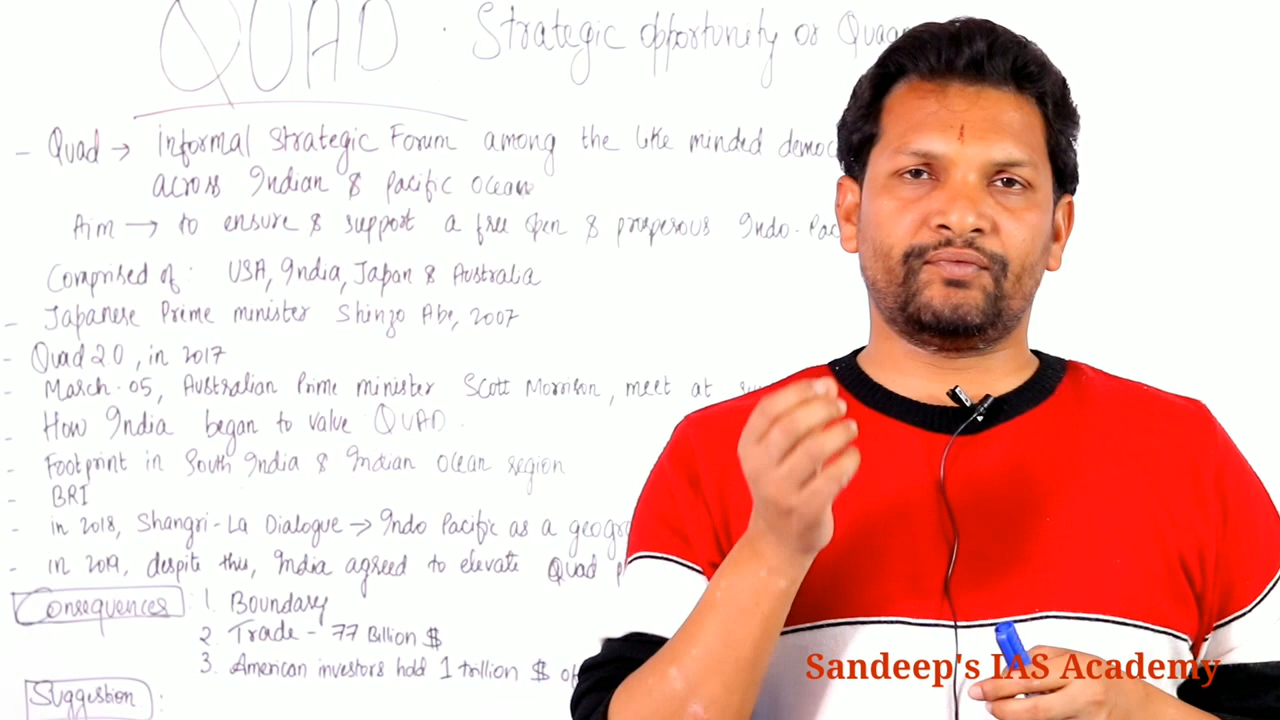 QUAD . Strategic opportunity or
- Quad → Informal Strategic Forum among the like minded
across Indian & pacific ocean
Aim → to ensure & support a free open & prosperous Indo-Pac
Comprised of : USA, India, Japan & Australia
- Japanese Prime minister Shinzo Abe, 2007
- Quad 2.0, in 2017
- March-05, Australian Prime minister Scott Morrison, meet at
- How India began to value QUAD.
- Footprint in South India & Indian Ocean region
- BRI
- in 2018, Shangri-La Dialogue → Indo Pacific as a
- in 2019, despite this, India agreed to elevate Quad
Consequences : 1. Boundary
2. Trade - 77 Billion $
3. American investors hold 1 trillion $
Suggestion :
Sandeep's IAS Academy